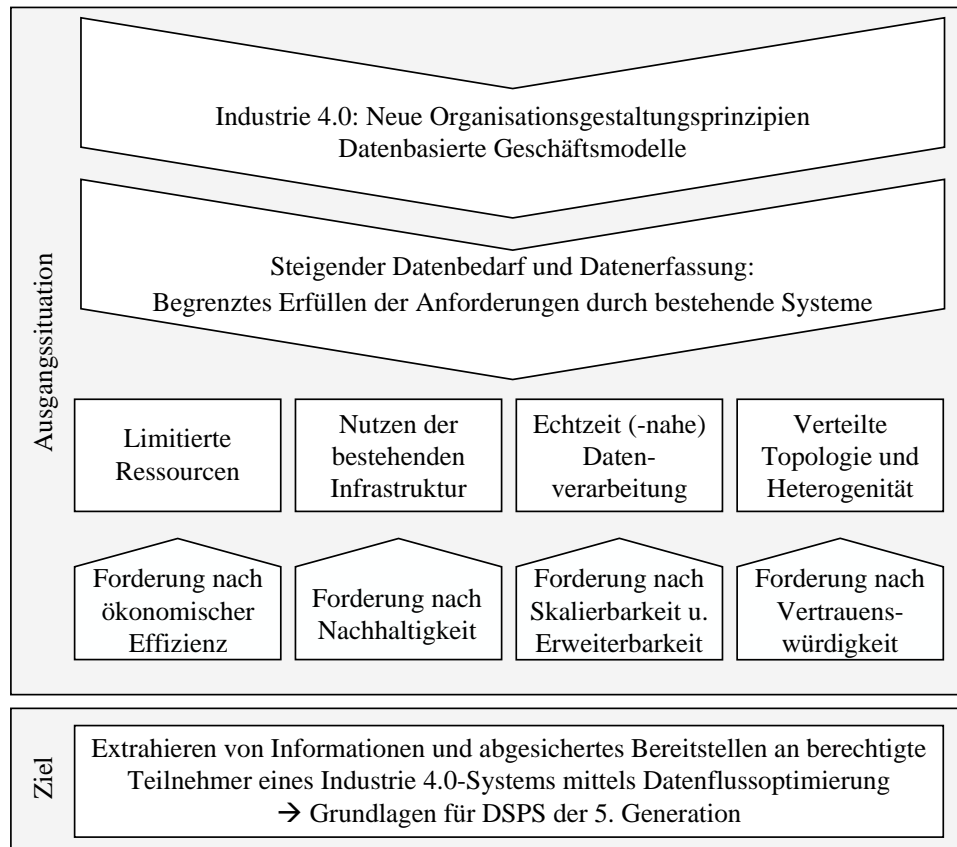 Ausgangssituation
Industrie 4.0: Neue Organisationsgestaltungsprinzipien
Datenbasierte Geschäftsmodelle
Steigender Datenbedarf und Datenerfassung:
Begrenztes Erfüllen der Anforderungen durch bestehende Systeme
Limitierte
Ressourcen
Nutzen der
bestehenden
Infrastruktur
Echtzeit (-nahe)
Daten-
verarbeitung
Verteilte
Topologie und
Heterogenität
Forderung nach
ökonomischer
Effizienz
Forderung nach
Nachhaltigkeit
Forderung nach
Skalierbarkeit u.
Erweiterbarkeit
Forderung nach
Vertrauens-
würdigkeit
Ziel
Extrahieren von Informationen und abgesichertes Bereitstellen an berechtigte
Teilnehmer eines Industrie 4.0-Systems mittels Datenflussoptimierung
→ Grundlagen für DSPS der 5. Generation